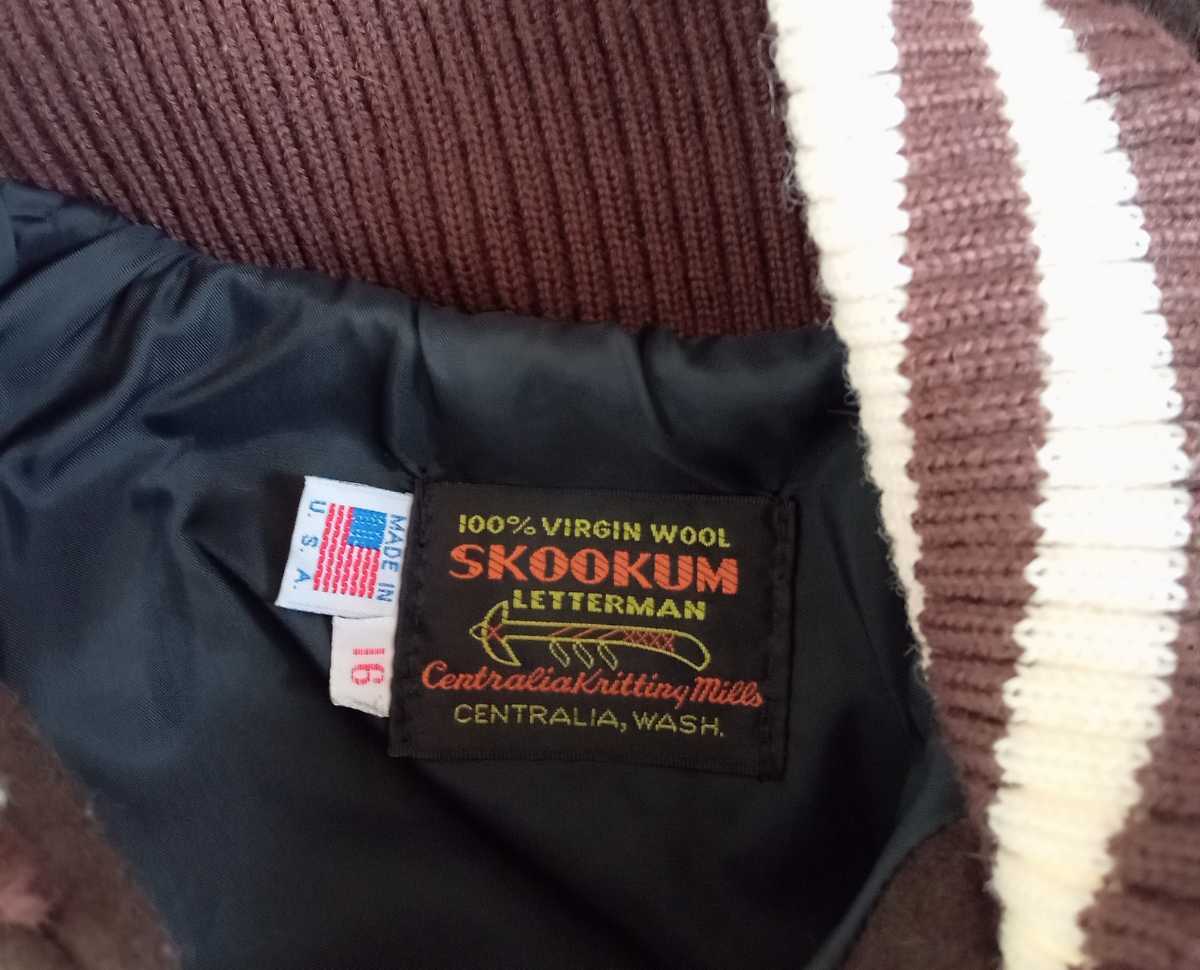 MADE IN
U. S. A.
16
100% VIRGIN WOOL
SKOOKUM
LETTERMAN
Centralia Knitting Mills
CENTRALIA, WASH.